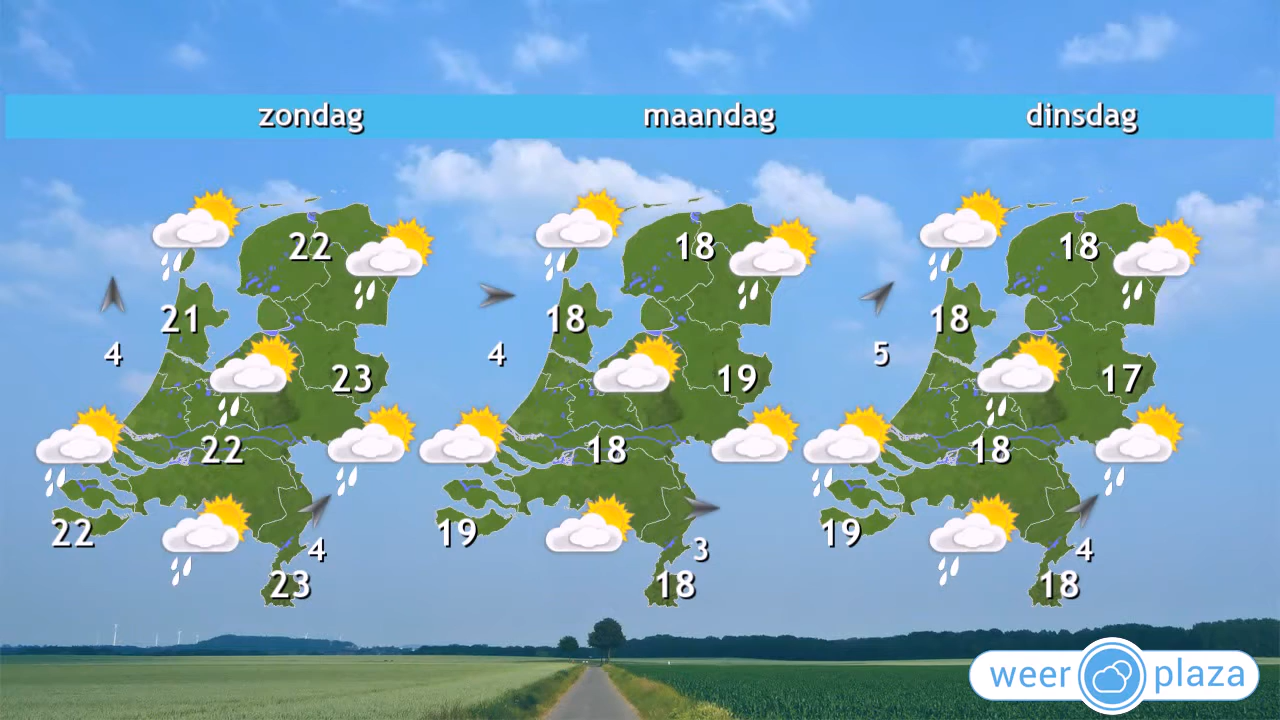 zondag maandag dinsdag
22 18 18
21 18 18
4 4 5
23 19 17
22 18 18
22 19 19
4 3 4
23 18 18
weer plaza